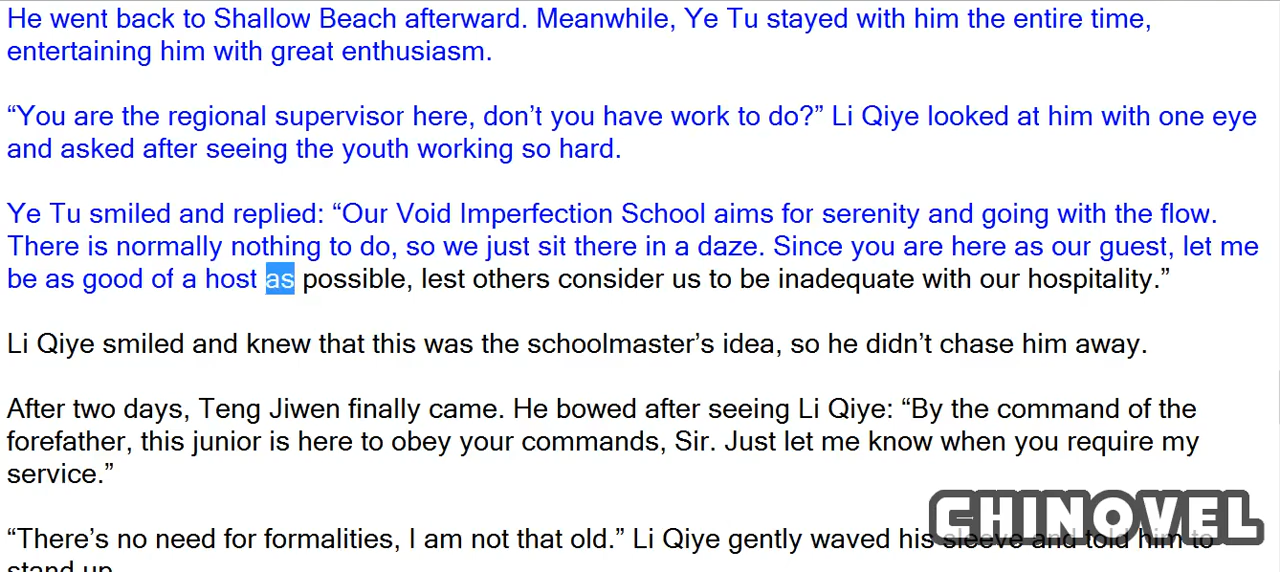 He went back to Shallow Beach afterward. Meanwhile, Ye Tu stayed with him the entire time,
entertaining him with great enthusiasm.
“You are the regional supervisor here, don’t you have work to do?” Li Qiye looked at him with one eye
and asked after seeing the youth working so hard.
Ye Tu smiled and replied: “Our Void Imperfection School aims for serenity and going with the flow.
There is normally nothing to do, so we just sit there in a daze. Since you are here as our guest, let me
be as good of a host as possible, lest others consider us to be inadequate with our hospitality.”
Li Qiye smiled and knew that this was the schoolmaster’s idea, so he didn’t chase him away.
After two days, Teng Jiwen finally came. He bowed after seeing Li Qiye: “By the command of the
forefather, this junior is here to obey your commands, Sir. Just let me know when you require my
service.”
“There’s no need for formalities, I am not that old.” Li Qiye gently waved his sleeve and told him to
stand up.
CHINOVEL